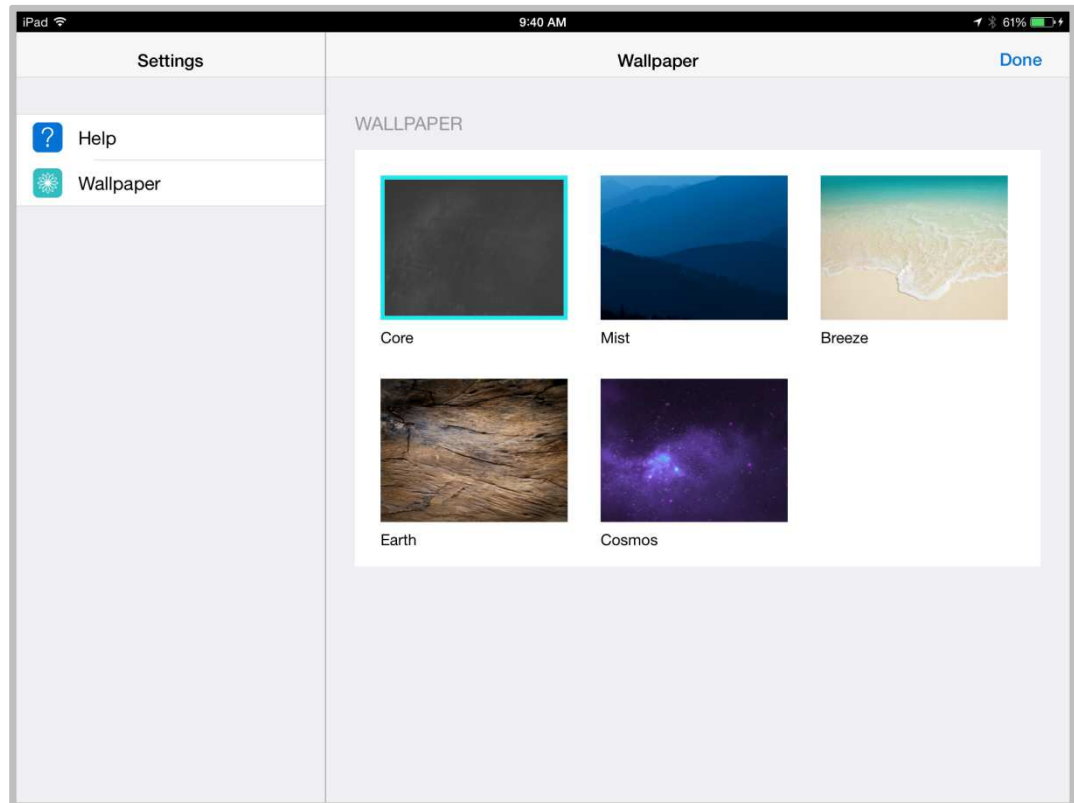 iPad 9:40 AM 61%
Settings
Wallpaper
Done
Help
Wallpaper
WALLPAPER
Core
Mist
Breeze
Earth
Cosmos